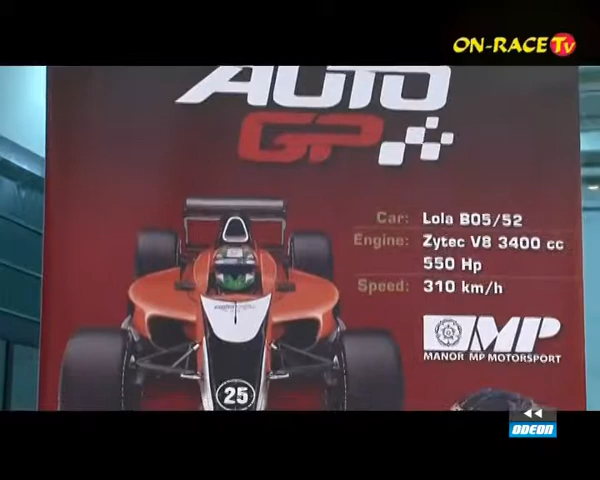 ON-RACE Tv
AUTO
GP
Car: Lola B05/52
Engine: Zytec V8 3400 cc
550 Hp
Speed: 310 km/h
MP
MANOR MP MOTORSPORT
25
ODEON